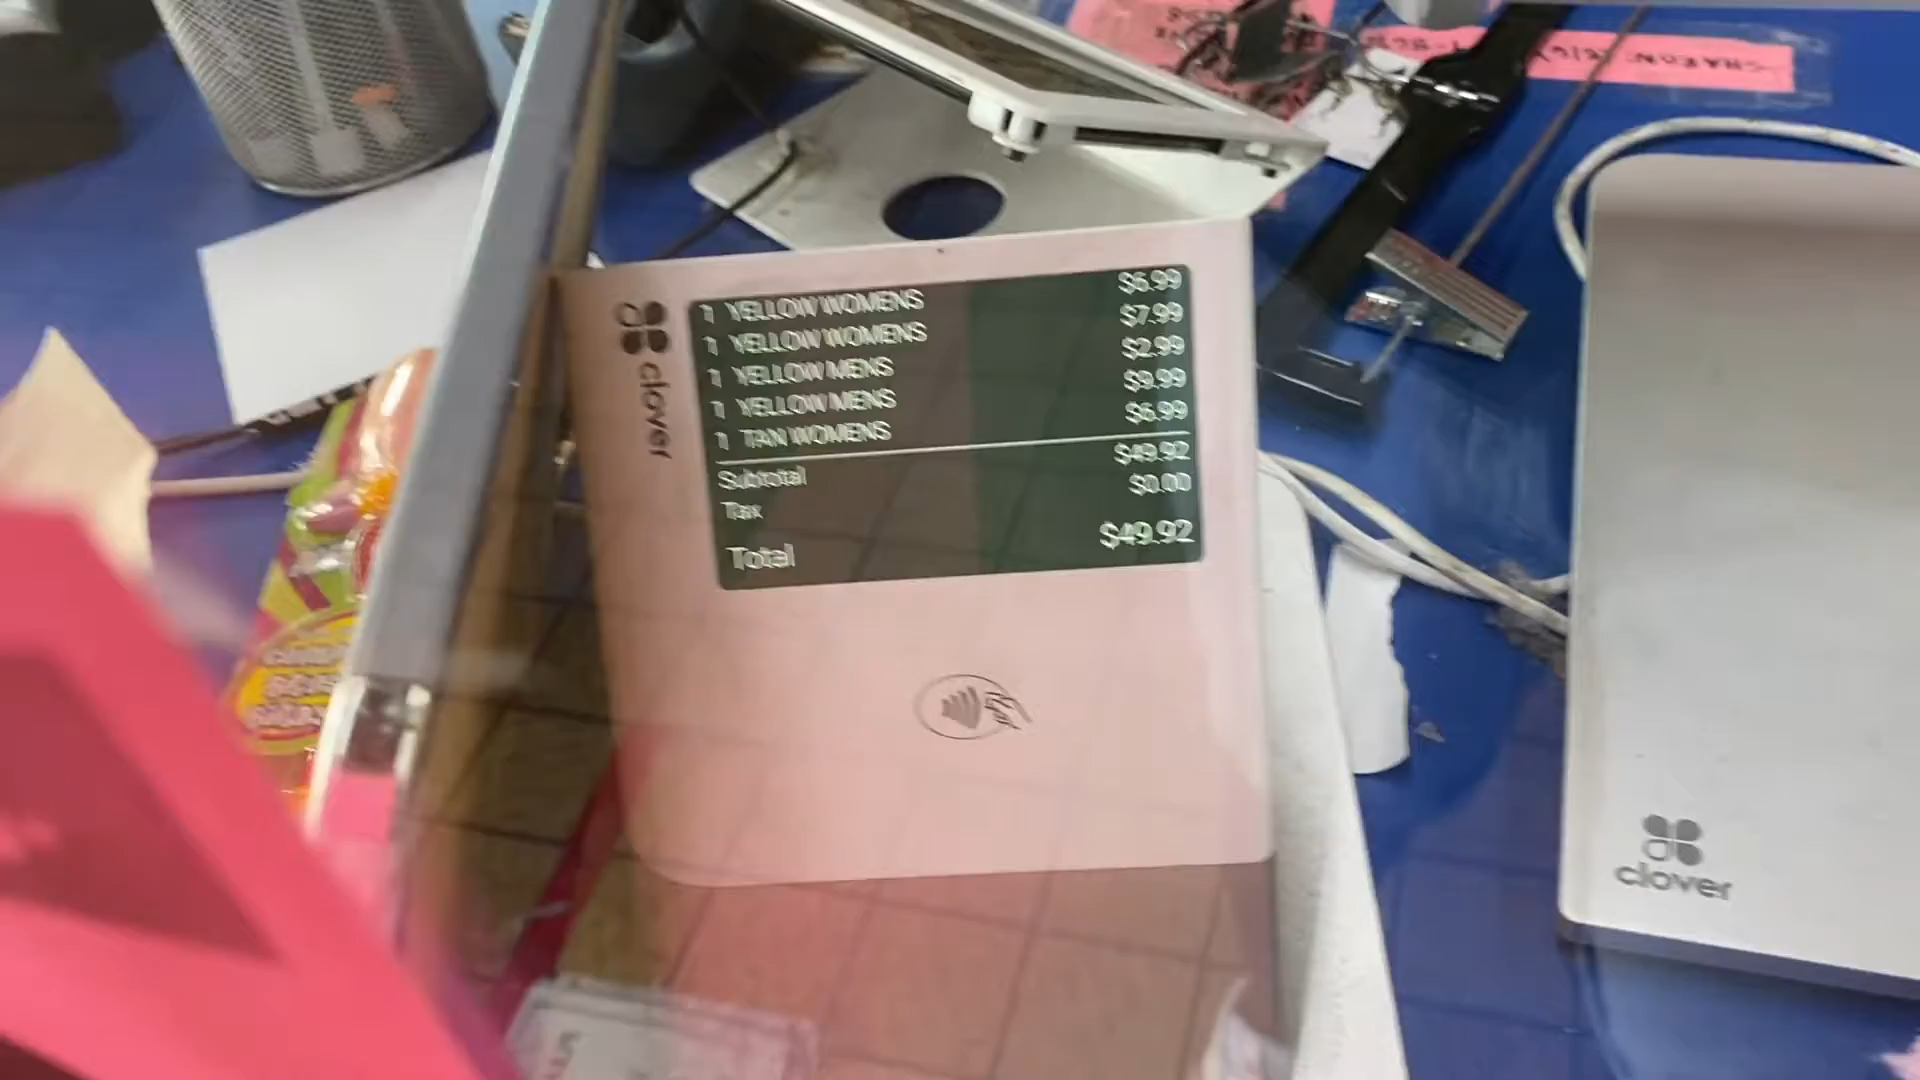 1 YELLOW WOMENS $6.99
1 YELLOW WOMENS $7.99
1 YELLOW MENS $2.99
1 YELLOW MENS $9.99
1 TAN WOMENS $6.99
Subtotal $49.92
Tax $0.00
Total $49.92
clover
clover